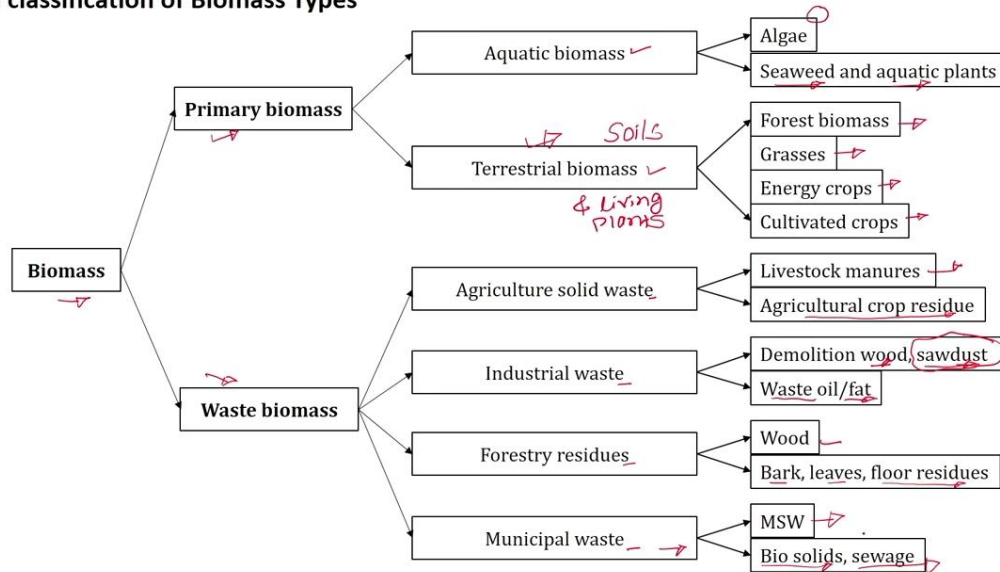 classification of Biomass Types
Aquatic biomass
Algae
Seaweed and aquatic plants
Primary biomass
Soils
Terrestrial biomass
& Living
Plants
Forest biomass
Grasses
Energy crops
Cultivated crops
Biomass
Agriculture solid waste
Livestock manures
Agricultural crop residue
Industrial waste
Demolition wood, sawdust
Waste oil/fat
Waste biomass
Forestry residues
Wood
Bark, leaves, floor residues
Municipal waste
MSW
Bio solids, sewage